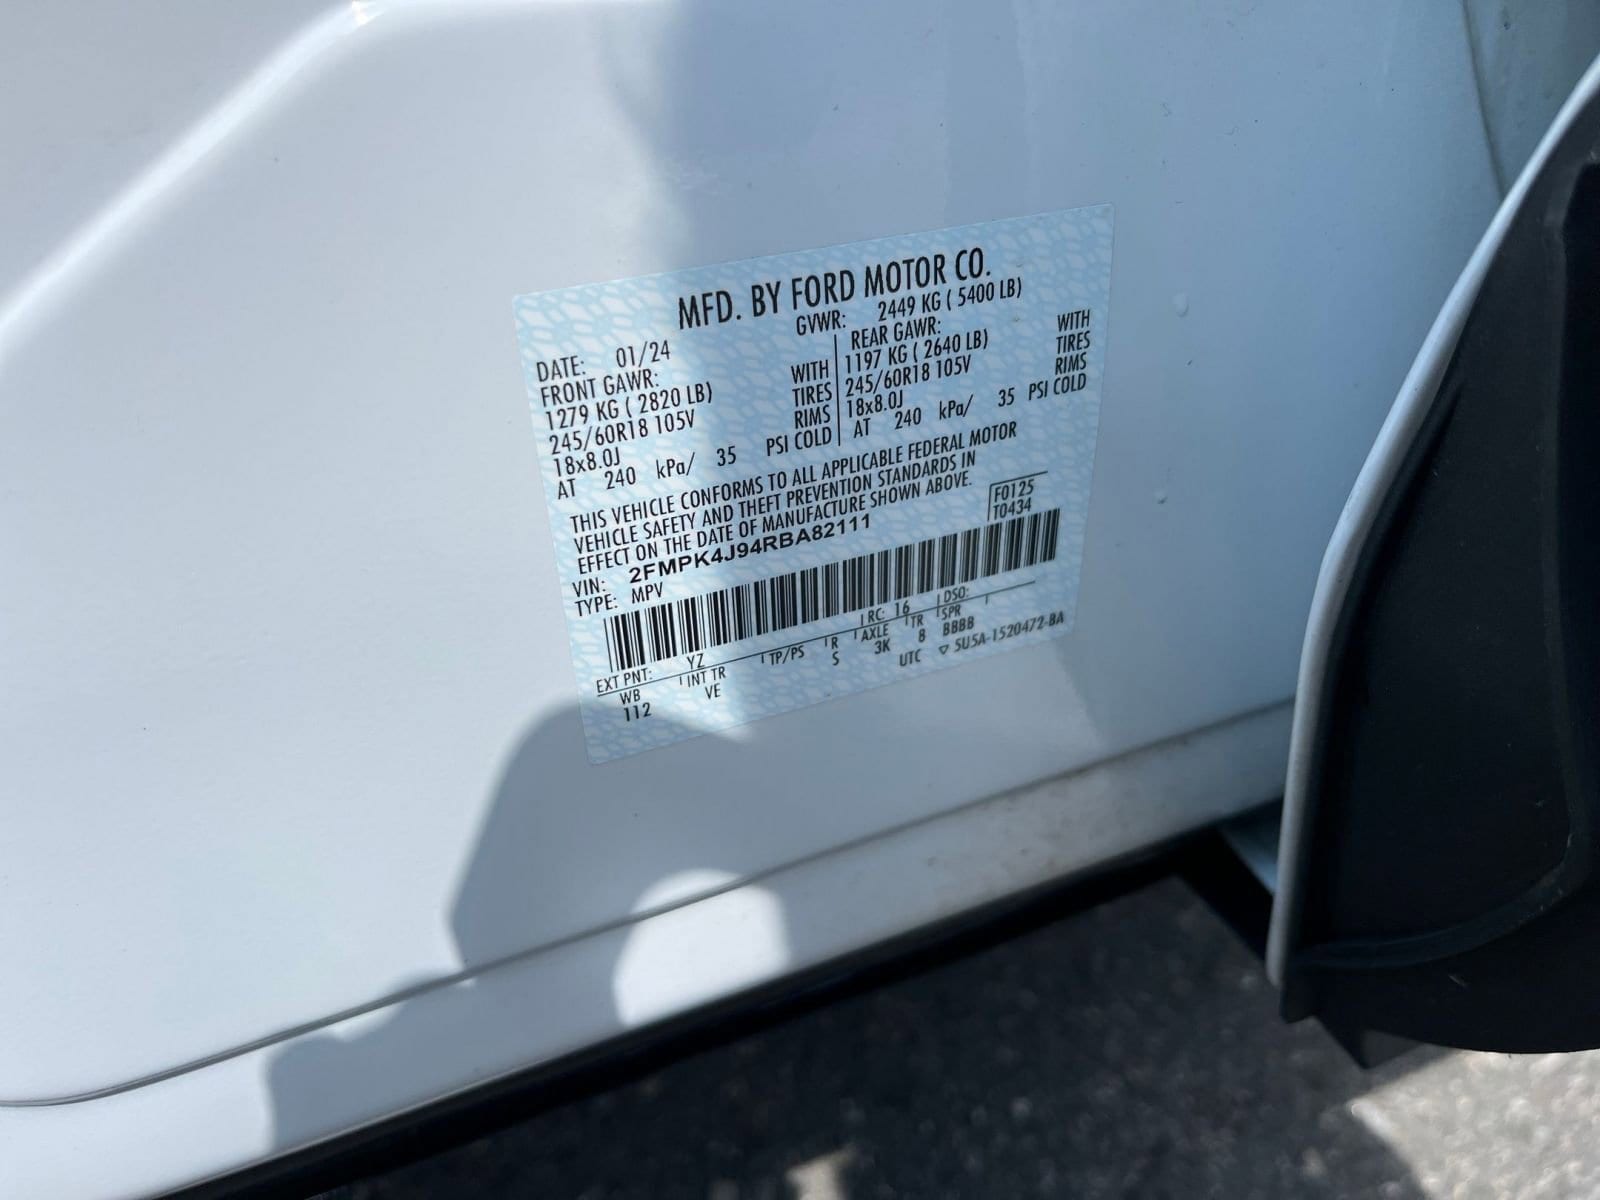 MFD. BY FORD MOTOR CO.
GVWR: 2449 KG ( 5400 LB)
DATE: 01/24
FRONT GAWR:
1279 KG ( 2820 LB) WITH
245/60R18 105V TIRES
18x8.0J RIMS
AT 240 kPa/ 35 PSI COLD
REAR GAWR:
1197 KG ( 2640 LB) WITH
245/60R18 105V TIRES
18x8.0J RIMS
AT 240 kPa/ 35 PSI COLD
THIS VEHICLE CONFORMS TO ALL APPLICABLE FEDERAL MOTOR
VEHICLE SAFETY AND THEFT PREVENTION STANDARDS IN
EFFECT ON THE DATE OF MANUFACTURE SHOWN ABOVE.
F0125
T0434
VIN: 2FMPK4J94RBA82111
TYPE: MPV
EXT PNT: YZ RC: 16 DSO:
WB INT TR TP/PS R AXLE TR SPR
112 VE S 3K 8 BBBB
UTC ▽ 5U5A-1520472-BA